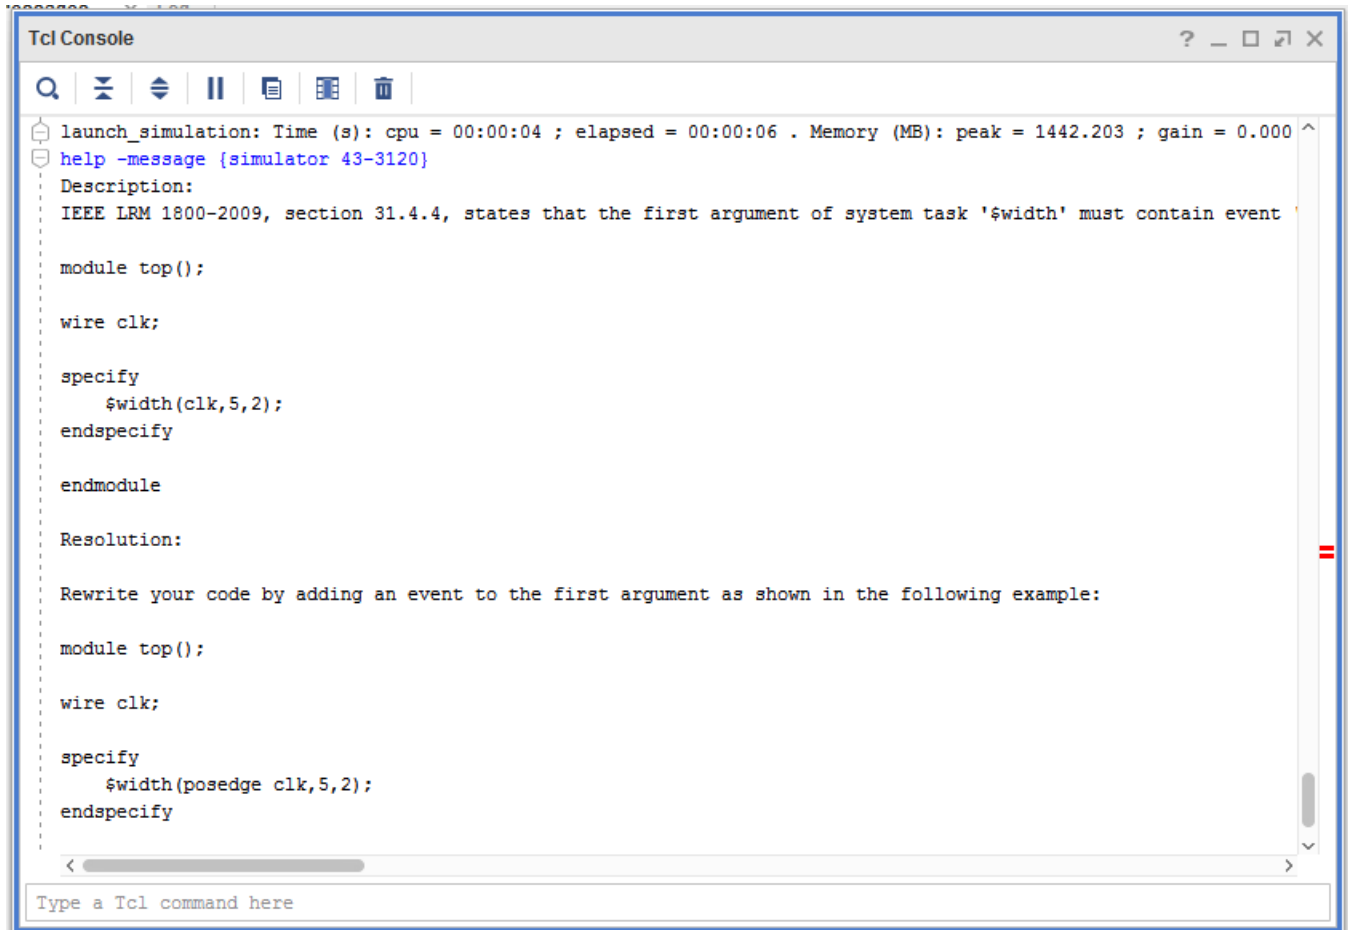 Tcl Console
launch_simulation: Time (s): cpu = 00:00:04 ; elapsed = 00:00:06 . Memory (MB): peak = 1442.203 ; gain = 0.000
help -message {simulator 43-3120}
Description:
IEEE LRM 1800-2009, section 31.4.4, states that the first argument of system task '$width' must contain event '
module top();
wire clk;
specify
$width(clk,5,2);
endspecify
endmodule
Resolution:
Rewrite your code by adding an event to the first argument as shown in the following example:
module top();
wire clk;
specify
$width(posedge clk,5,2);
endspecify
Type a Tcl command here